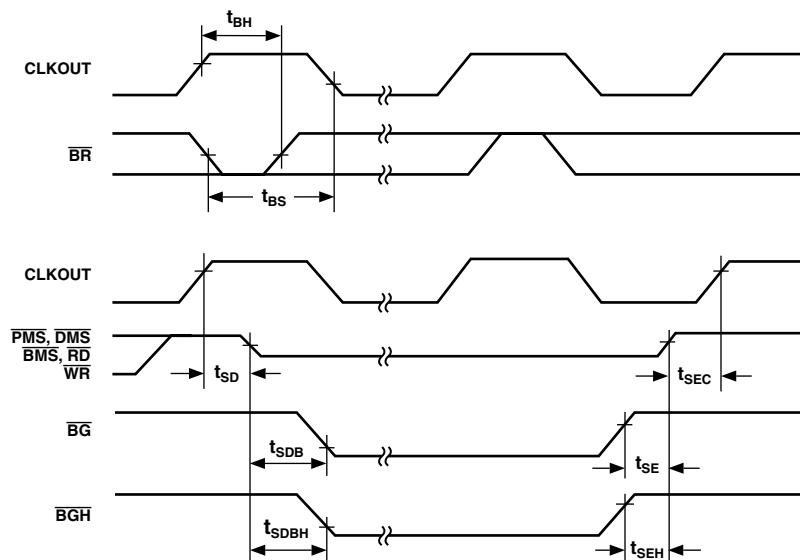 tBH
CLKOUT
BR
tBS
CLKOUT
PMS, DMS
BMS, RD
WR
tSD
tSEC
BG
tSDB
tSE
BGH
tSDBH
tSEH